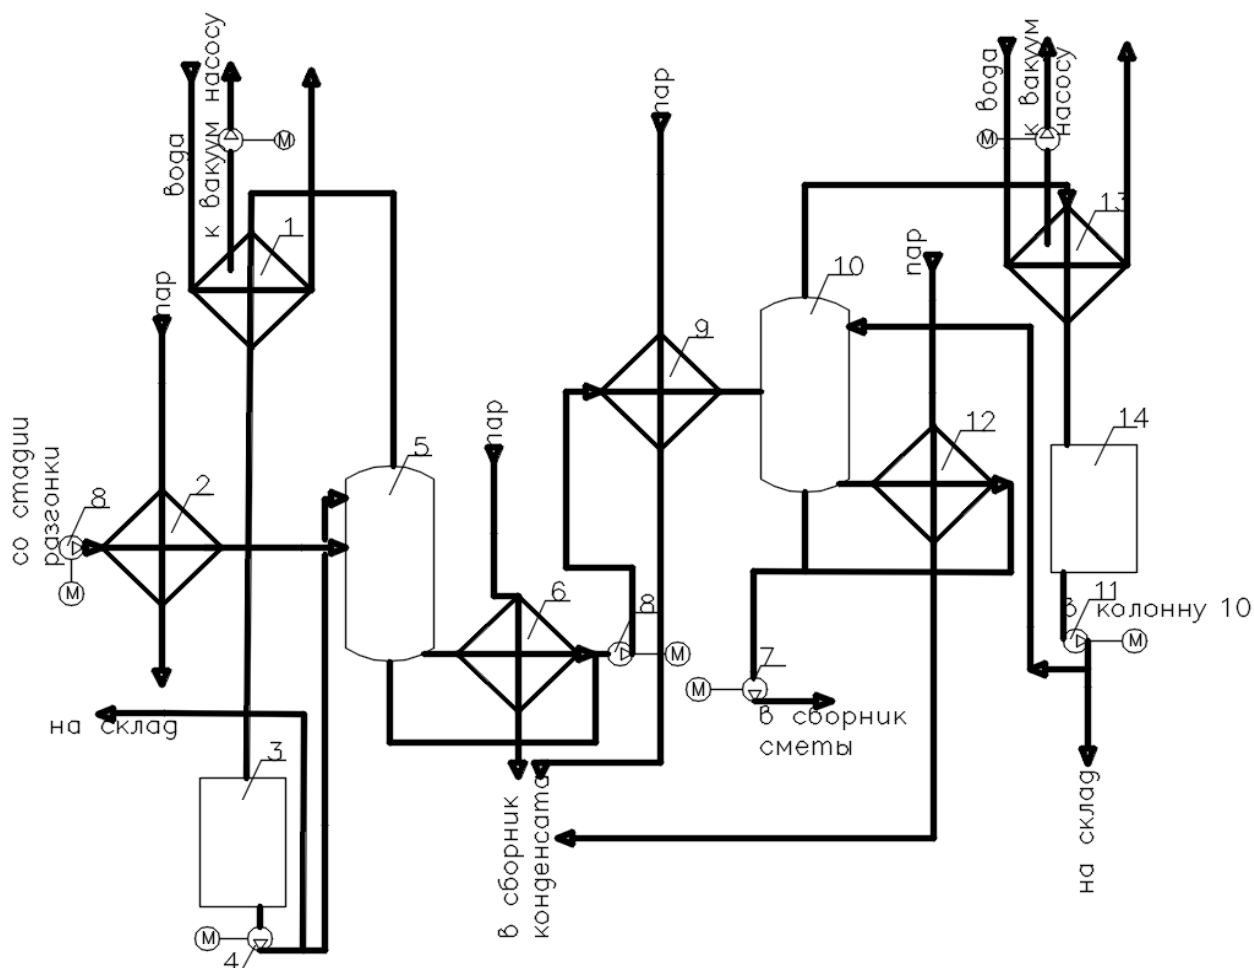 вода
к вакуум насосу
М
1
пар
со стадии
разгонки
8
М
2
на склад
3
М
4
5
пар
6
8
М
в сборник
конденсата
пар
9
10
пар
12
7
М
в сборник
сметы
вода
к вакуум
насосу
М
13
14
11
в колонну 10
М
на склад